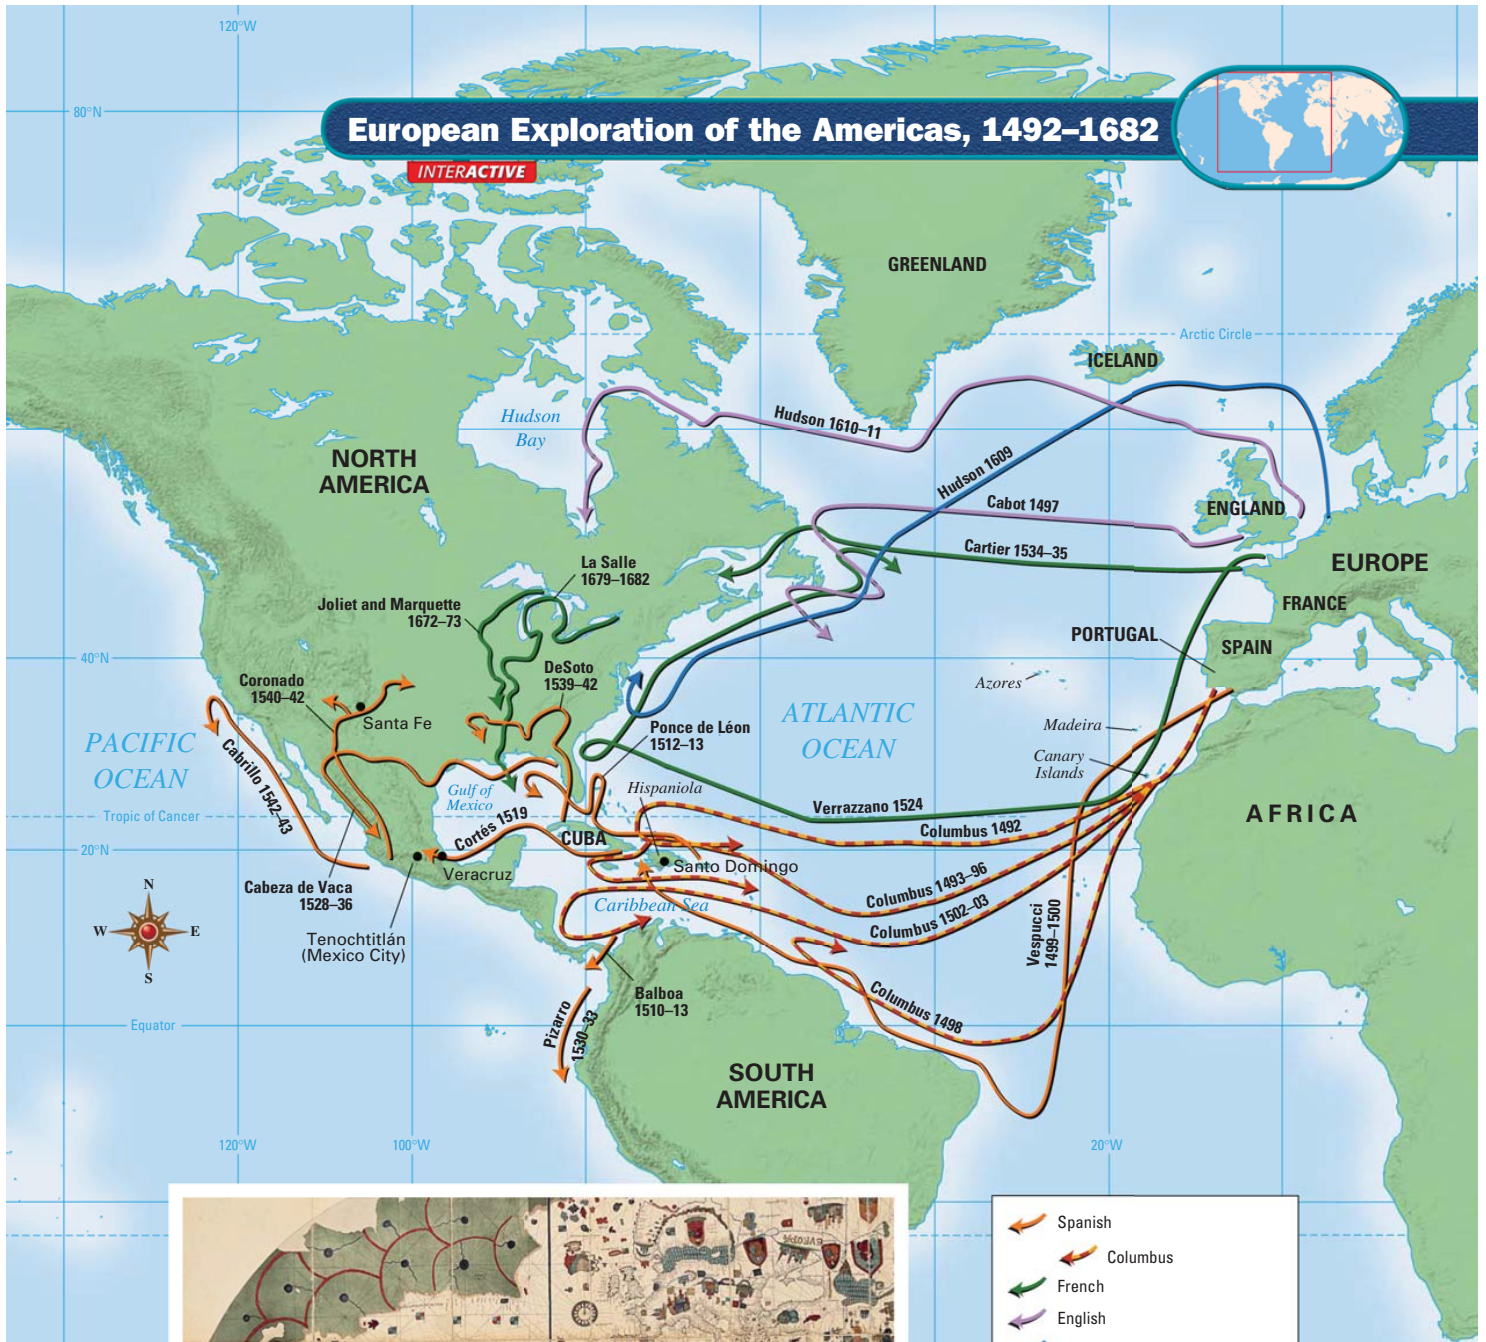 120°W
80°N
European Exploration of the Americas, 1492–1682
INTERACTIVE
GREENLAND
Arctic Circle
ICELAND
Hudson
Bay
Hudson 1610–11
NORTH
AMERICA
Hudson 1609
Cabot 1497
ENGLAND
Cartier 1534–35
EUROPE
La Salle
1679–1682
Joliet and Marquette
1672–73
FRANCE
PORTUGAL
SPAIN
40°N
DeSoto
1539–42
Coronado
1540–42
Azores
Santa Fe
ATLANTIC
OCEAN
Ponce de Léon
1512–13
Madeira
PACIFIC
OCEAN
Cabrillo 1542–43
Canary
Islands
Gulf of
Mexico
Hispaniola
Verrazzano 1524
AFRICA
Tropic of Cancer
Cortés 1519
CUBA
Columbus 1492
20°N
Veracruz
Santo Domingo
Cabeza de Vaca
1528–36
Columbus 1493–96
Caribbean Sea
Columbus 1502–03
N
W
E
S
Tenochtitlán
(Mexico City)
Vespucci
1499–1500
Balboa
1510–13
Columbus 1498
Pizarro
1530–33
Equator
SOUTH
AMERICA
120°W
100°W
20°W
Spanish
Columbus
French
English